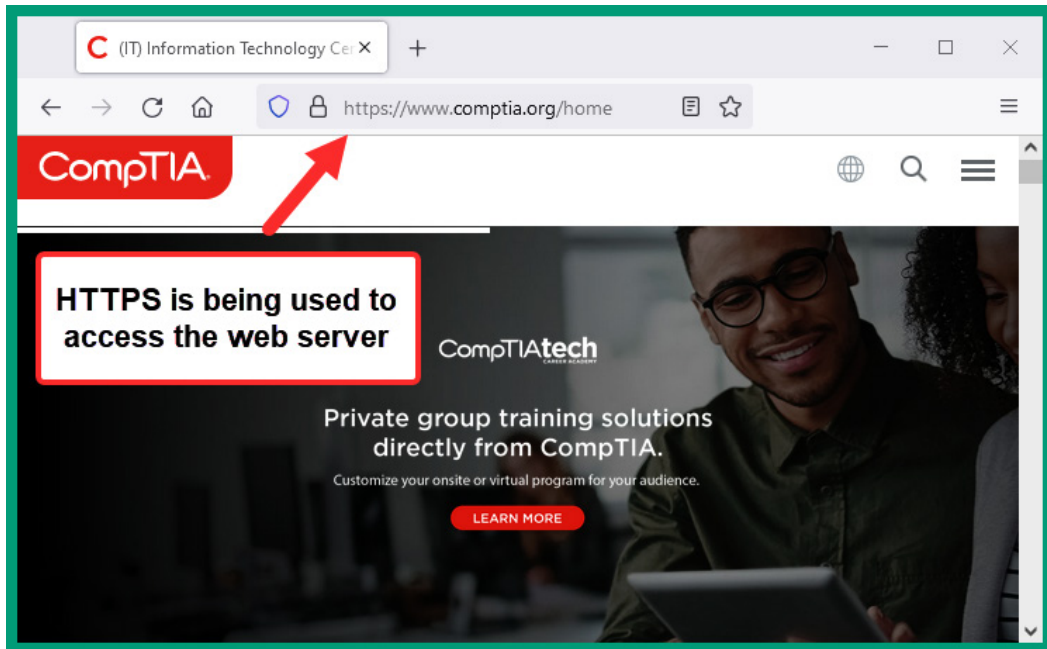 (IT) Information Technology Cer
https://www.comptia.org/home
CompTIA.
HTTPS is being used to
access the web server
CompTIAtech
CAREER ACADEMY
Private group training solutions
directly from CompTIA.
Customize your onsite or virtual program for your audience.
LEARN MORE